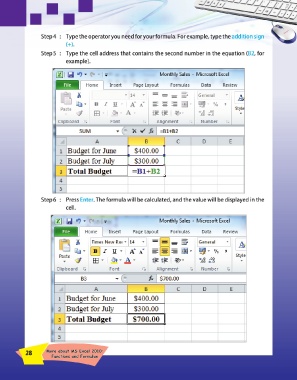 Step 4 : Type the operator you need for your formula. For example, type the addition sign
(+).
Step 5 : Type the cell address that contains the second number in the equation (B2, for
example).
Monthly Sales - Microsoft Excel
File Home Insert Page Layout Formulas Data Review
14 General
Paste B I U Style
Clipboard Font Alignment Number
SUM =B1+B2
A B C D E
1 Budget for June $400.00
2 Budget for July $300.00
3 Total Budget =B1+B2
4
5
Step 6 : Press Enter. The formula will be calculated, and the value will be displayed in the
cell.
Monthly Sales - Microsoft Excel
File Home Insert Page Layout Formulas Data Review
Times New Ro 14 General
Paste B I U Style
Clipboard Font Alignment Number
B3 $700.00
A B C D E
1 Budget for June $400.00
2 Budget for July $300.00
3 Total Budget $700.00
4
5
28 More about MS Excel 2010
Functions and Formulas